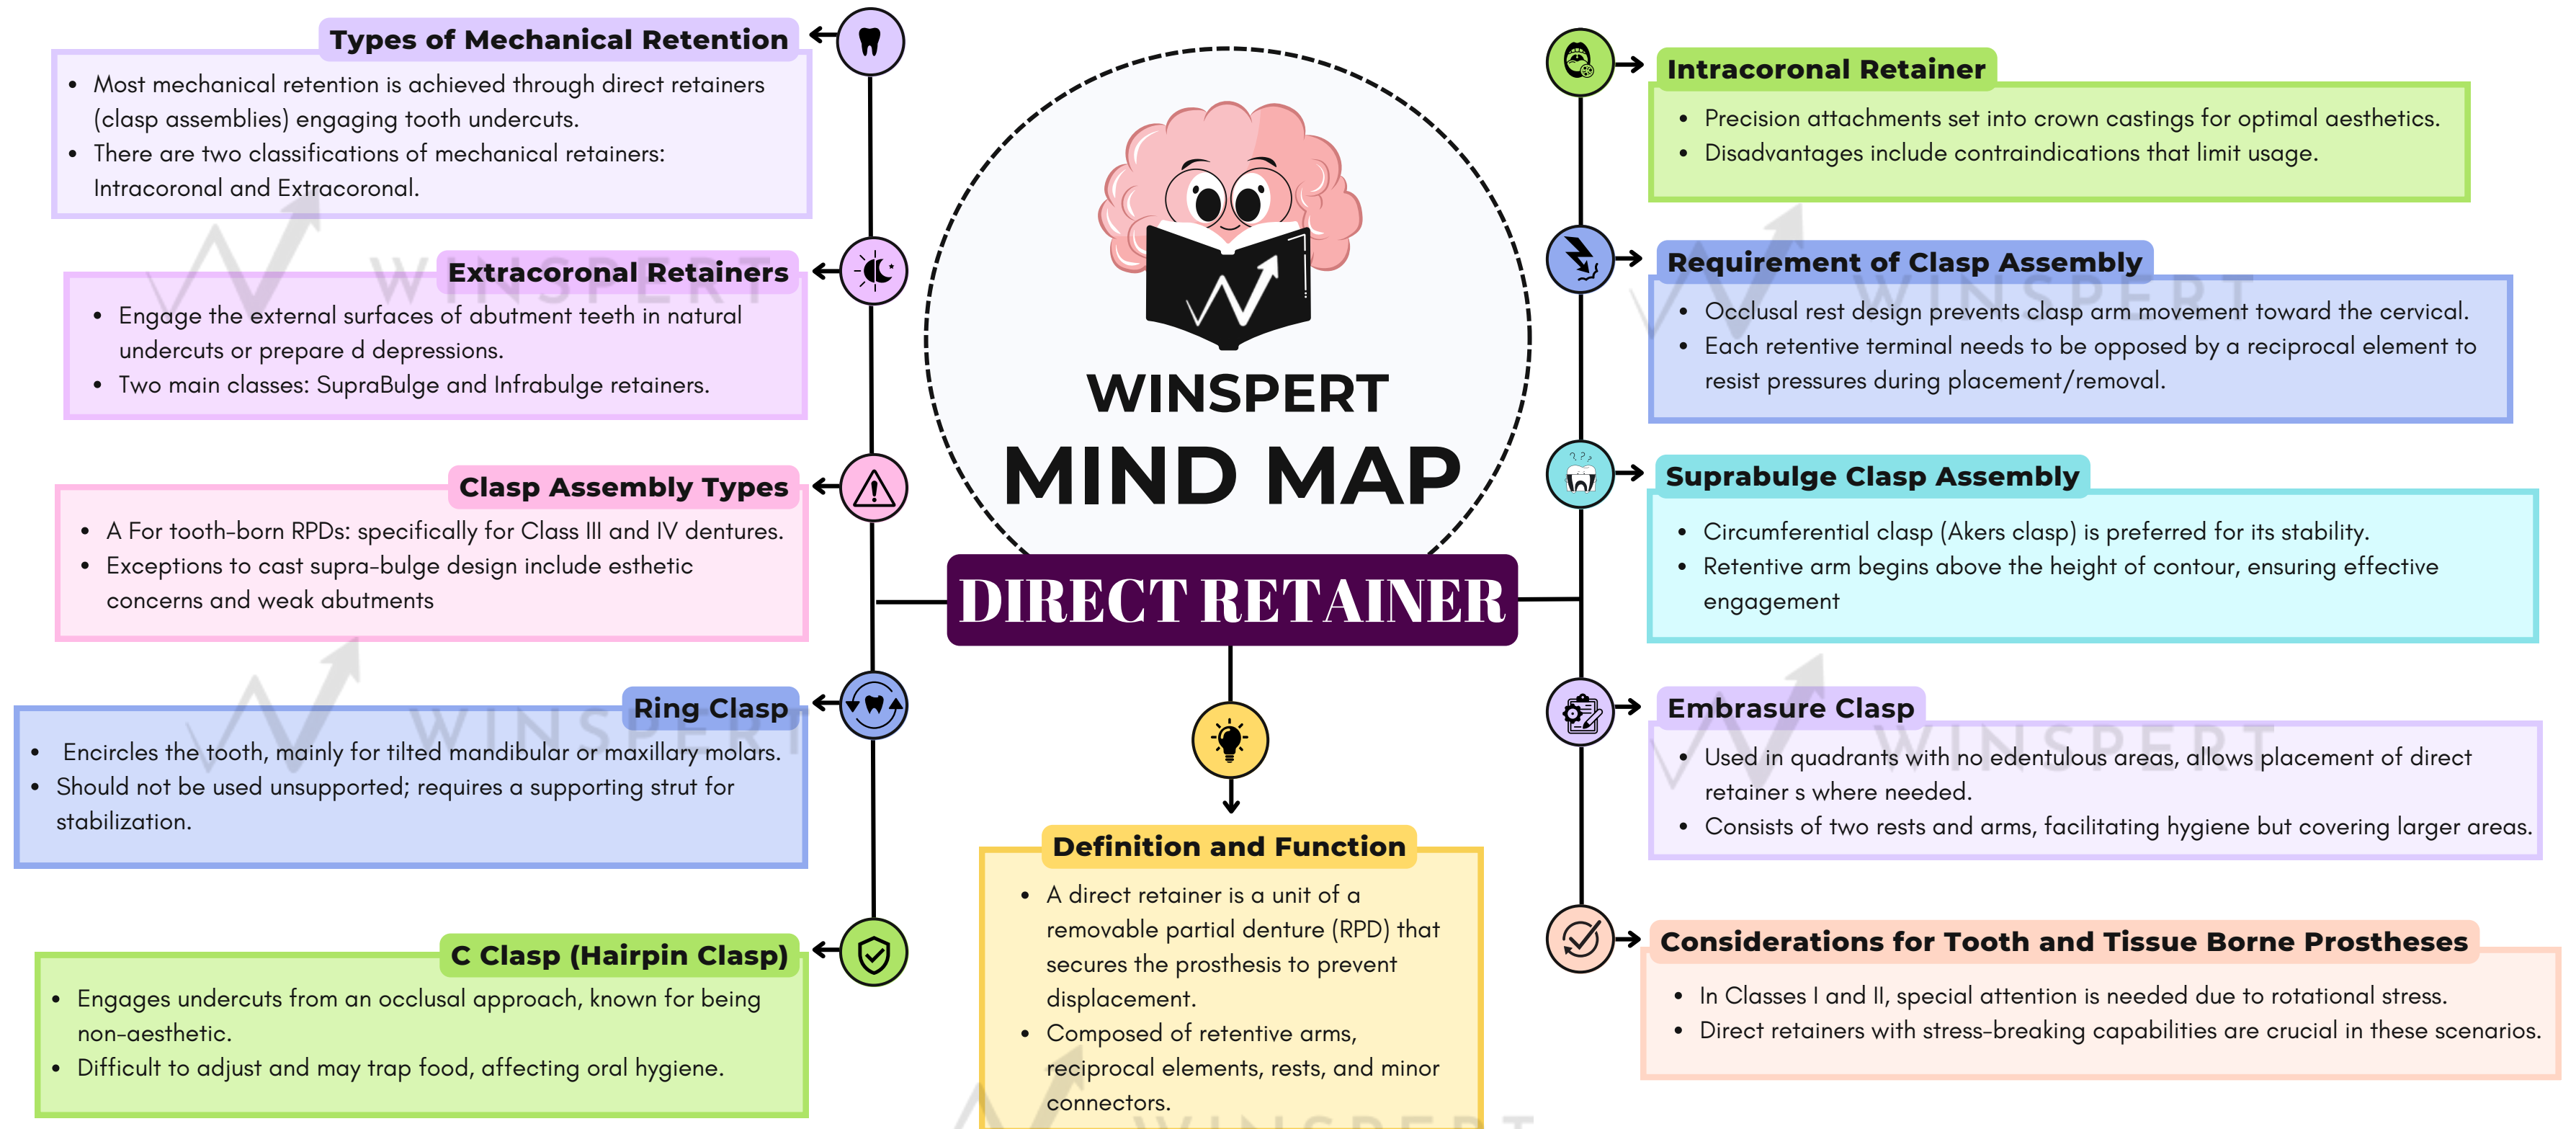 Types of Mechanical Retention
• Most mechanical retention is achieved through direct retainers
(clasp assemblies) engaging tooth undercuts.
• There are two classifications of mechanical retainers:
Intracoronal and Extracoronal.
Extracoronal Retainers
• Engage the external surfaces of abutment teeth in natural
undercuts or prepare d depressions.
• Two main classes: SupraBulge and Infrabulge retainers.
Clasp Assembly Types
• A For tooth-born RPDs: specifically for Class III and IV dentures.
• Exceptions to cast supra-bulge design include esthetic
concerns and weak abutments
Ring Clasp
• Encircles the tooth, mainly for tilted mandibular or maxillary molars.
• Should not be used unsupported; requires a supporting strut for
stabilization.
C Clasp (Hairpin Clasp)
• Engages undercuts from an occlusal approach, known for being
non-aesthetic.
• Difficult to adjust and may trap food, affecting oral hygiene.
WINSPERT
MIND MAP
DIRECT RETAINER
Definition and Function
• A direct retainer is a unit of a
removable partial denture (RPD) that
secures the prosthesis to prevent
displacement.
• Composed of retentive arms,
reciprocal elements, rests, and minor
connectors.
Intracoronal Retainer
• Precision attachments set into crown castings for optimal aesthetics.
• Disadvantages include contraindications that limit usage.
Requirement of Clasp Assembly
• Occlusal rest design prevents clasp arm movement toward the cervical.
• Each retentive terminal needs to be opposed by a reciprocal element to
resist pressures during placement/removal.
Suprabulge Clasp Assembly
• Circumferential clasp (Akers clasp) is preferred for its stability.
• Retentive arm begins above the height of contour, ensuring effective
engagement
Embrasure Clasp
• Used in quadrants with no edentulous areas, allows placement of direct
retainer s where needed.
• Consists of two rests and arms, facilitating hygiene but covering larger areas.
Considerations for Tooth and Tissue Borne Prostheses
• In Classes I and II, special attention is needed due to rotational stress.
• Direct retainers with stress-breaking capabilities are crucial in these scenarios.
WINSPERT
WINSPERT
WINSPERT
WINSPERT
WINSPERT